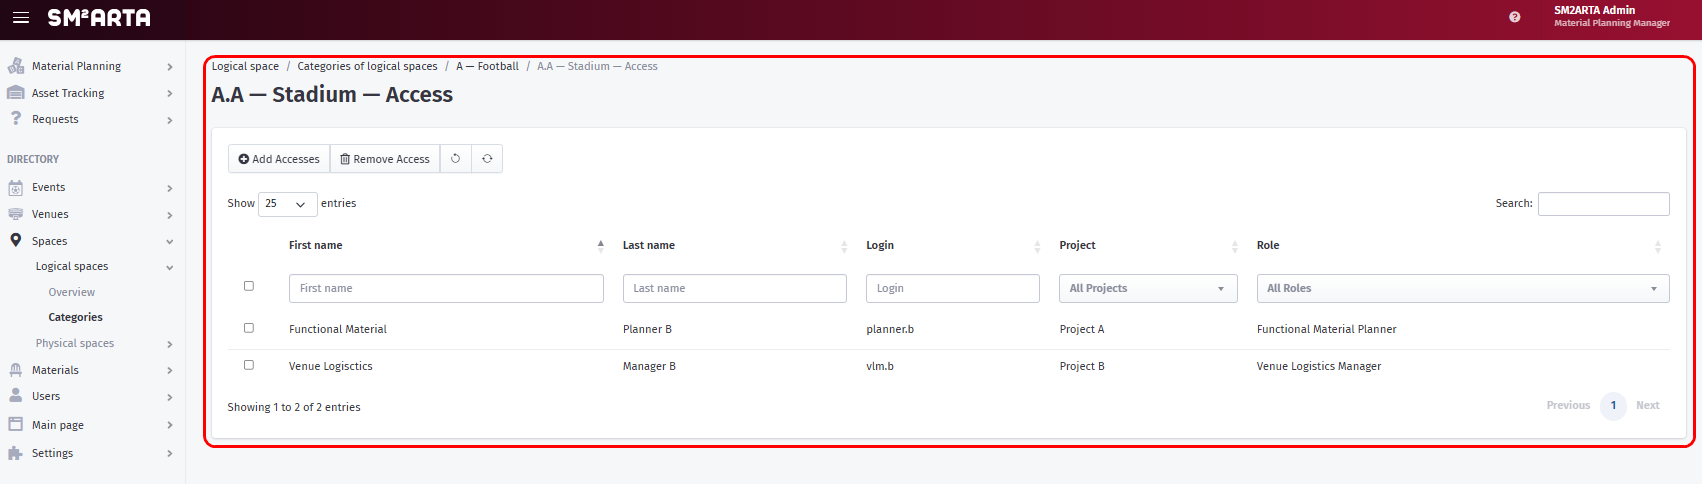 SM²ARTA
SM2ARTA Admin
Material Planning Manager
Material Planning
Asset Tracking
Requests
DIRECTORY
Events
Venues
Spaces
Logical spaces
Overview
Categories
Physical spaces
Materials
Users
Main page
Settings
Logical space / Categories of logical spaces / A — Football / A.A — Stadium — Access
A.A — Stadium — Access
Add Accesses Remove Access
Show 25 entries Search:
First name Last name Login Project Role
First name Last name Login All Projects All Roles
Functional Material Planner B planner.b Project A Functional Material Planner
Venue Logisctics Manager B vlm.b Project B Venue Logistics Manager
Showing 1 to 2 of 2 entries Previous 1 Next